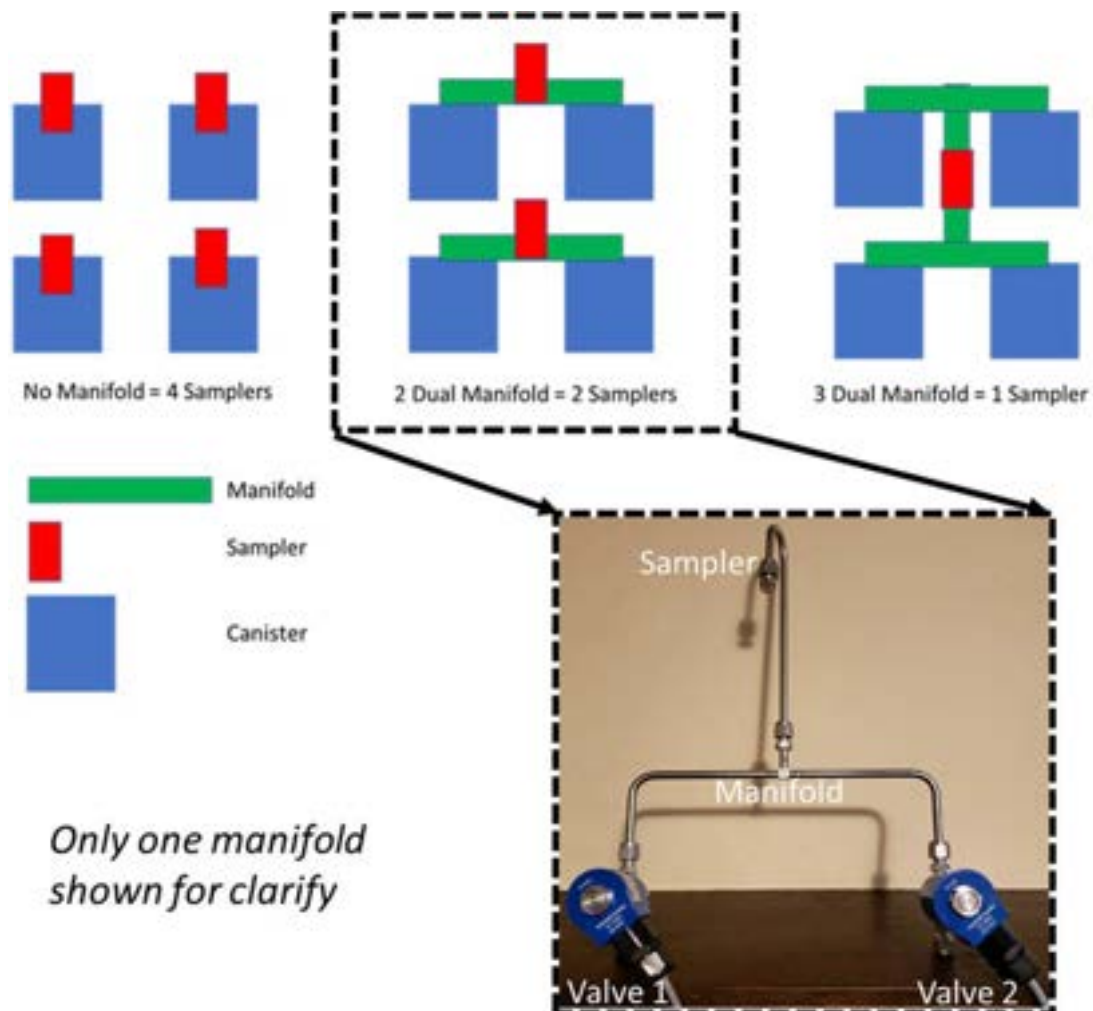 No Manifold = 4 Samplers
2 Dual Manifold = 2 Samplers
3 Dual Manifold = 1 Sampler
Manifold
Sampler
Canister
Sampler
Manifold
Only one manifold
shown for clarify
Valve 1
Valve 2